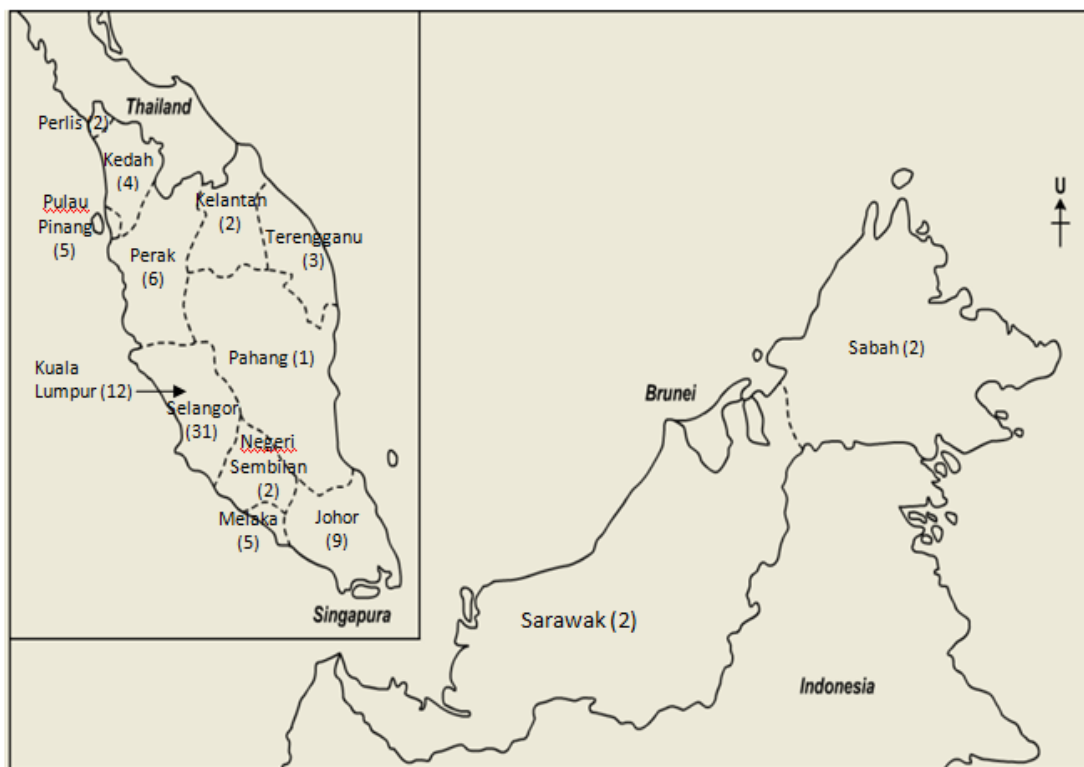 Thailand
Perlis (2)
Kedah
(4)
Pulau
Pinang
(5)
Kelantan
(2)
Terengganu
(3)
Perak
(6)
Pahang (1)
Kuala
Lumpur (12)
Selangor
(31)
Negeri
Sembilan
(2)
Melaka
(5)
Johor
(9)
Singapura
U
Sabah (2)
Brunei
Sarawak (2)
Indonesia